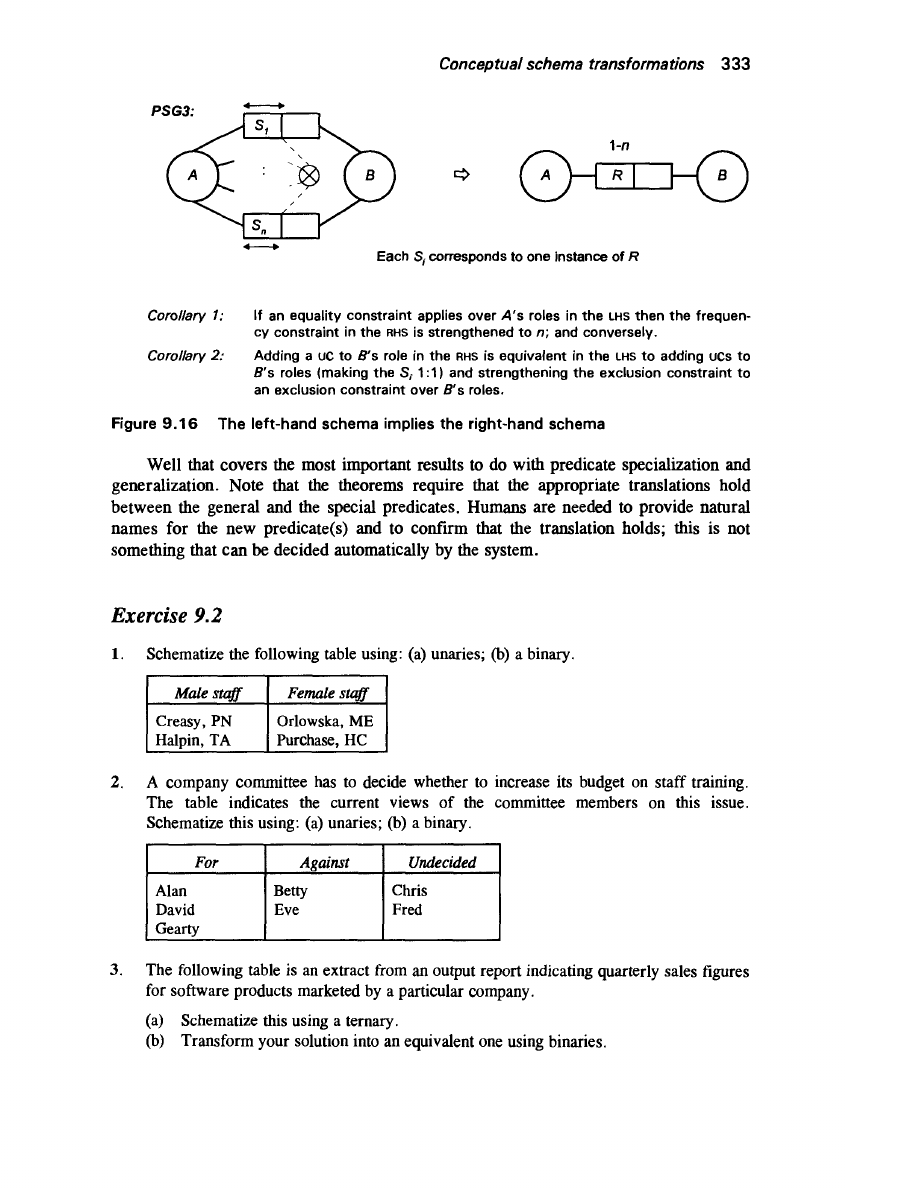 Conceptual schema transformations 333
PSG3:
S1
1-n
A
:
B
⇨
A
R
B
Sn
Each Si corresponds to one instance of R
Corollary 1: If an equality constraint applies over A's roles in the LHS then the frequen-
cy constraint in the RHS is strengthened to n; and conversely.
Corollary 2: Adding a UC to B's role in the RHS is equivalent in the LHS to adding UCs to
B's roles (making the Si 1:1) and strengthening the exclusion constraint to
an exclusion constraint over B's roles.
Figure 9.16 The left-hand schema implies the right-hand schema
Well that covers the most important results to do with predicate specialization and
generalization. Note that the theorems require that the appropriate translations hold
between the general and the special predicates. Humans are needed to provide natural
names for the new predicate(s) and to confirm that the translation holds; this is not
something that can be decided automatically by the system.
Exercise 9.2
1. Schematize the following table using: (a) unaries; (b) a binary.
Male staff Female staff
Creasy, PN Orlowska, ME
Halpin, TA Purchase, HC
2. A company committee has to decide whether to increase its budget on staff training.
The table indicates the current views of the committee members on this issue.
Schematize this using: (a) unaries; (b) a binary.
For Against Undecided
Alan Betty Chris
David Eve Fred
Gearty
3. The following table is an extract from an output report indicating quarterly sales figures
for software products marketed by a particular company.
(a) Schematize this using a ternary.
(b) Transform your solution into an equivalent one using binaries.